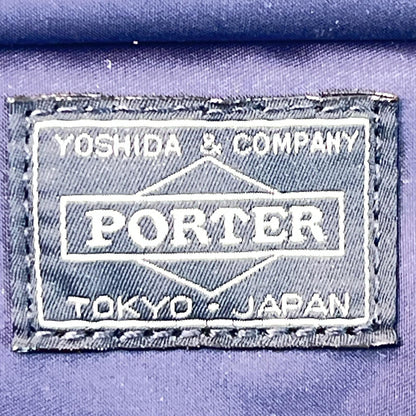 YOSHIDA & COMPANY
PORTER
TOKYO • JAPAN